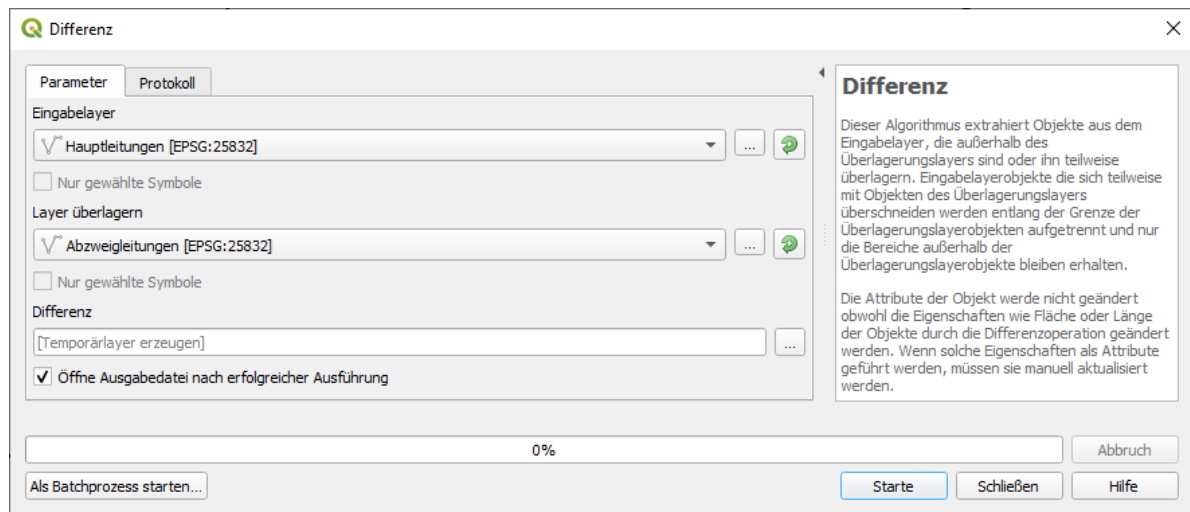 Differenz
Parameter
Protokoll
Eingabelayer
Hauptleitungen [EPSG:25832]
...
Nur gewählte Symbole
Layer überlagern
Abzweigleitungen [EPSG:25832]
...
Nur gewählte Symbole
Differenz
[Temporärlayer erzeugen]
...
Öffne Ausgabedatei nach erfolgreicher Ausführung
Differenz
Dieser Algorithmus extrahiert Objekte aus dem
Eingabelayer, die außerhalb des
Überlagerungslayers sind oder ihn teilweise
überlagern. Eingabelayerobjekte die sich teilweise
mit Objekten des Überlagerungslayers
überschneiden werden entlang der Grenze der
Überlagerungslayerobjekten aufgetrennt und nur
die Bereiche außerhalb der
Überlagerungslayerobjekte bleiben erhalten.
Die Attribute der Objekt werde nicht geändert
obwohl die Eigenschaften wie Fläche oder Länge
der Objekte durch die Differenzoperation geändert
werden. Wenn solche Eigenschaften als Attribute
geführt werden, müssen sie manuell aktualisiert
werden.
0%
Abbruch
Als Batchprozess starten...
Starte
Schließen
Hilfe